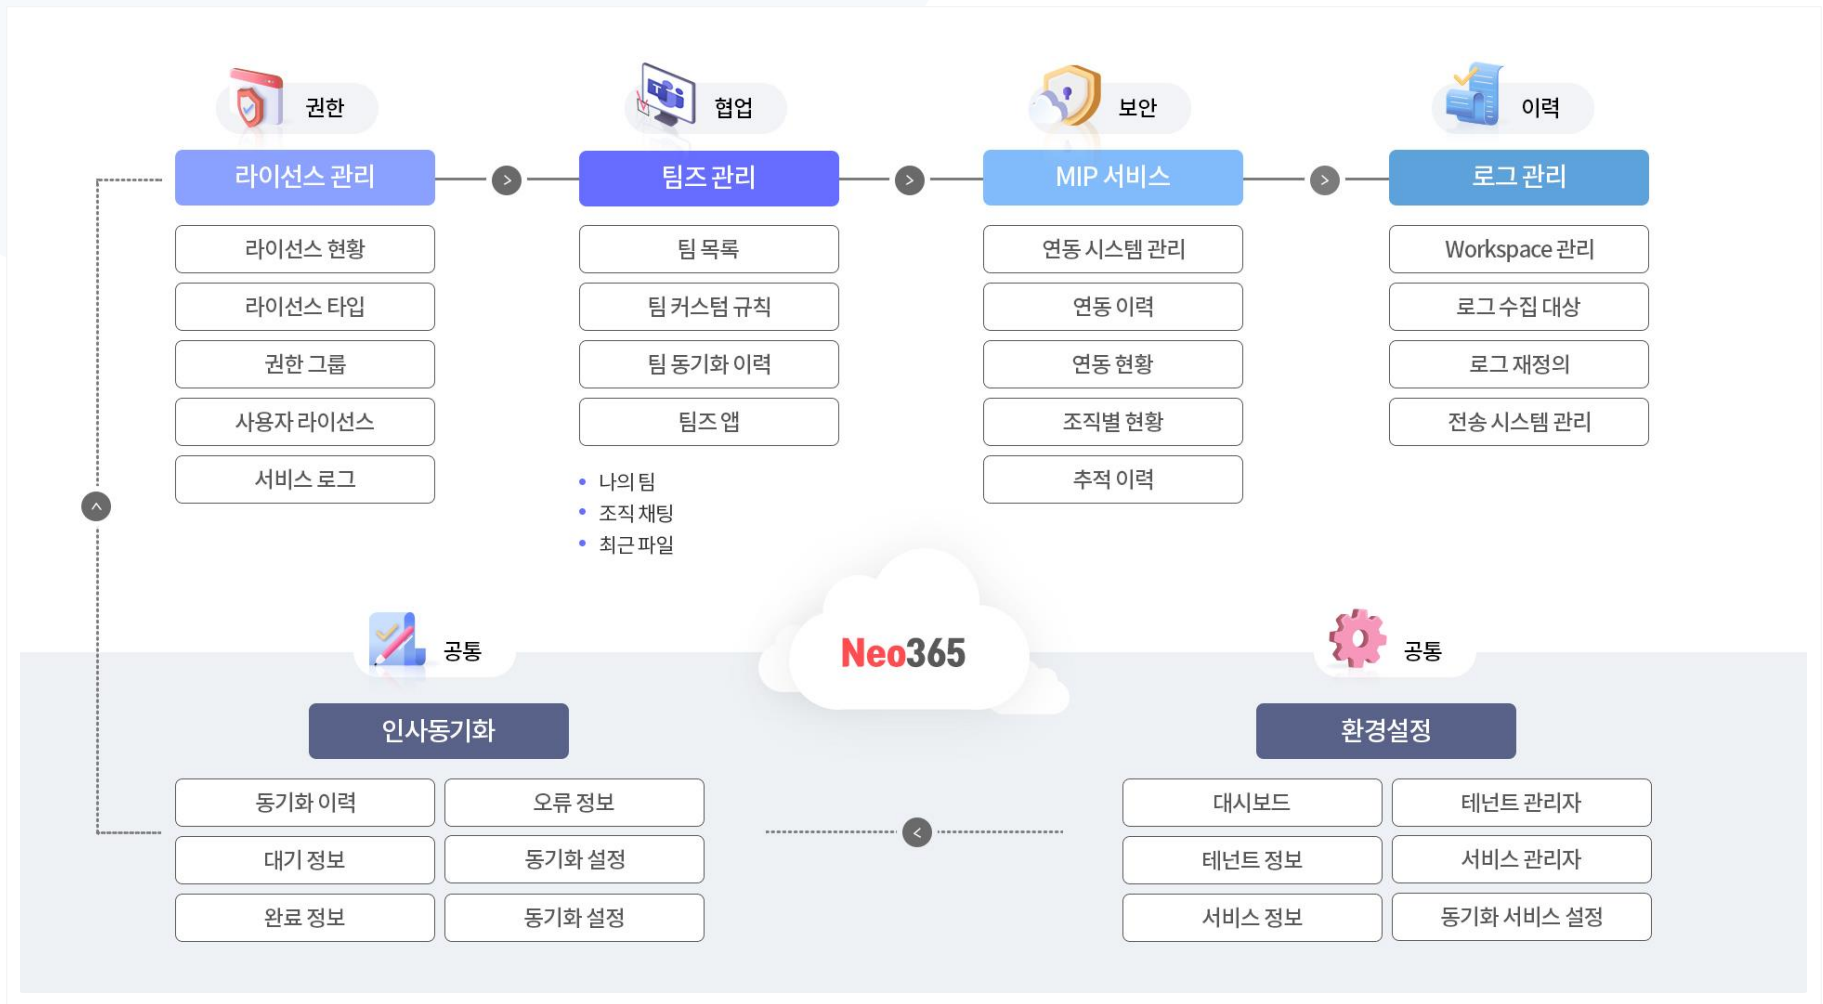 권한
협업
보안
이력
라이선스 관리
팀즈 관리
MIP 서비스
로그 관리
라이선스 현황
라이선스 타입
권한 그룹
사용자 라이선스
서비스 로그
팀 목록
팀 커스텀 규칙
팀 동기화 이력
팀즈 앱
나의 팀
조직 채팅
최근 파일
연동 시스템 관리
연동 이력
연동 현황
조직별 현황
추적 이력
Workspace 관리
로그 수집 대상
로그 재정의
전송 시스템 관리
Neo365
공통
인사동기화
동기화 이력
오류 정보
대기 정보
동기화 설정
완료 정보
동기화 설정
공통
환경설정
대시보드
테넌트 관리자
테넌트 정보
서비스 관리자
서비스 정보
동기화 서비스 설정